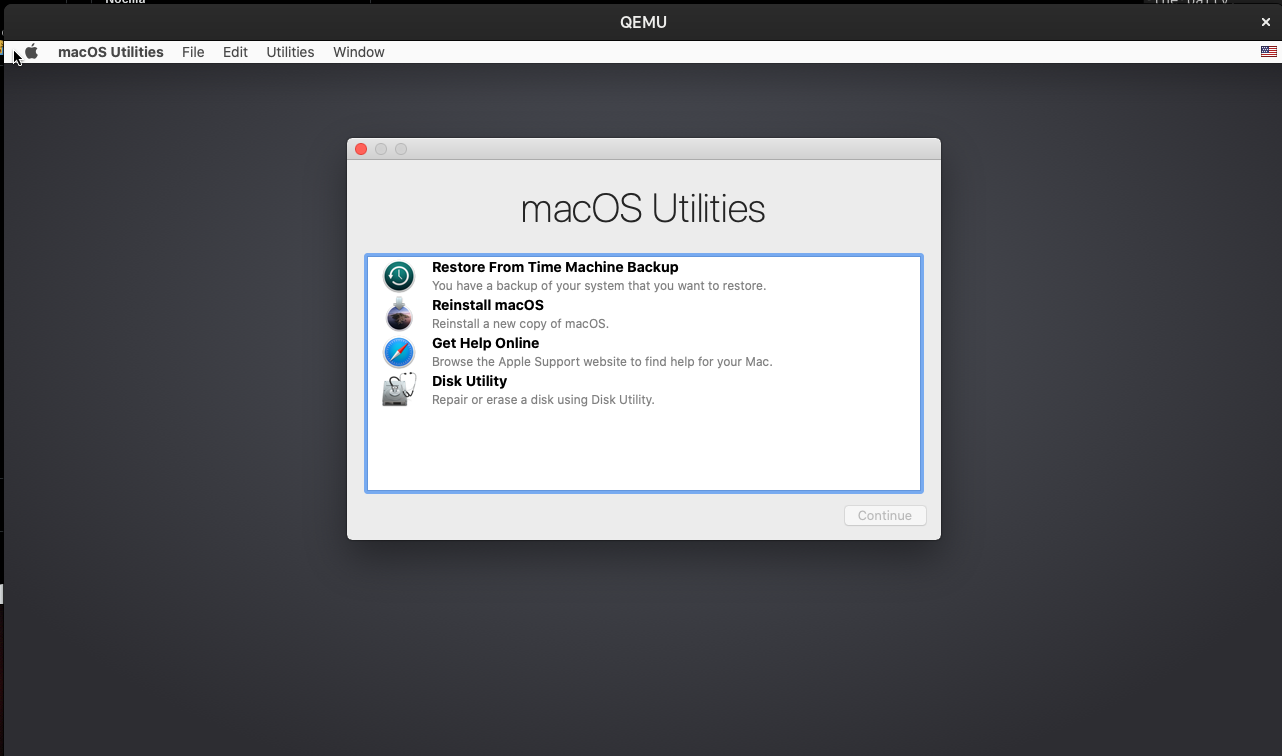 QEMU
macOS Utilities File Edit Utilities Window
macOS Utilities
Restore From Time Machine Backup
You have a backup of your system that you want to restore.
Reinstall macOS
Reinstall a new copy of macOS.
Get Help Online
Browse the Apple Support website to find help for your Mac.
Disk Utility
Repair or erase a disk using Disk Utility.
Continue